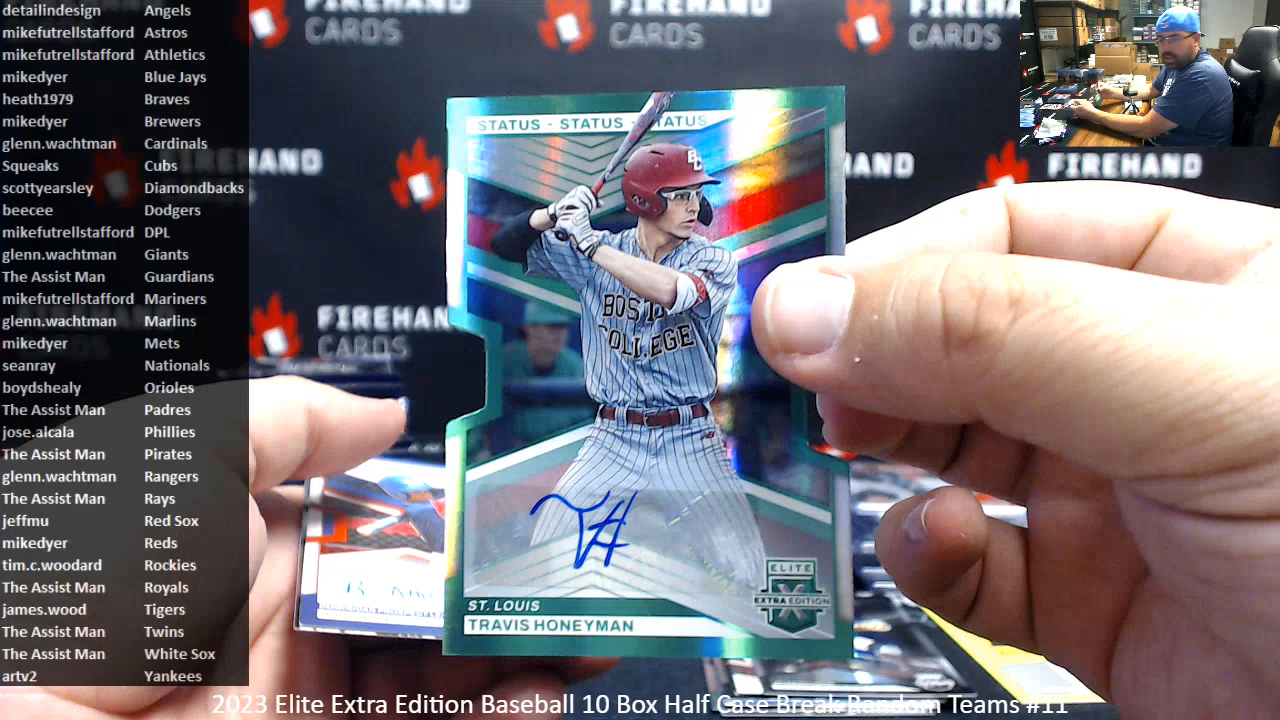 detailindesign Angels
mikefutrellstafford Astros
mikefutrellstafford Athletics
mikedyer Blue Jays
heath1979 Braves
mikedyer Brewers
glenn.wachtman Cardinals
Squeaks Cubs
scottyearsley Diamondbacks
beecee Dodgers
mikefutrellstafford DPL
glenn.wachtman Giants
The Assist Man Guardians
mikefutrellstafford Mariners
glenn.wachtman Marlins
mikedyer Mets
seanray Nationals
boydshealy Orioles
The Assist Man Padres
jose.alcala Phillies
The Assist Man Pirates
glenn.wachtman Rangers
The Assist Man Rays
jeffmu Red Sox
mikedyer Reds
tim.c.woodard Rockies
The Assist Man Royals
james.wood Tigers
The Assist Man Twins
The Assist Man White Sox
artv2 Yankees
FIREHAND
CARDS
FIREHAND
CARDS
FIREHAND
CARDS
FIREHAND
FIREHAND
CARDS
STATUS - STATUS - STATUS
BC
COLLEGE
TH
ELITE
EXTRA EDITION
ST. LOUIS
TRAVIS HONEYMAN
2023 Elite Extra Edition Baseball 10 Box Half Case Break Random Teams #11